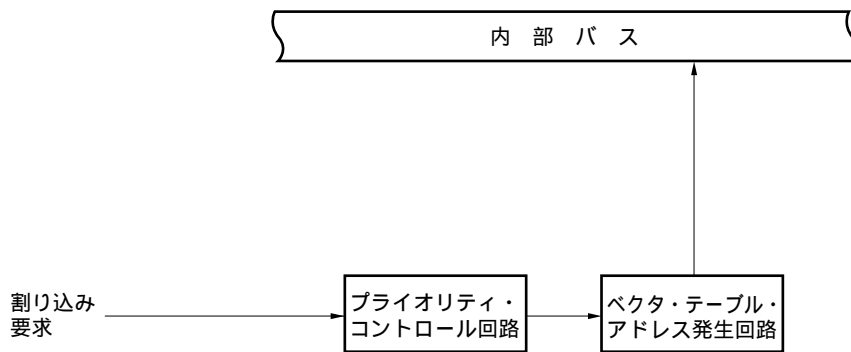 内 部 バ ス
割り込み
要求
プライオリティ・
コントロール回路
ベクタ・テーブル・
アドレス発生回路